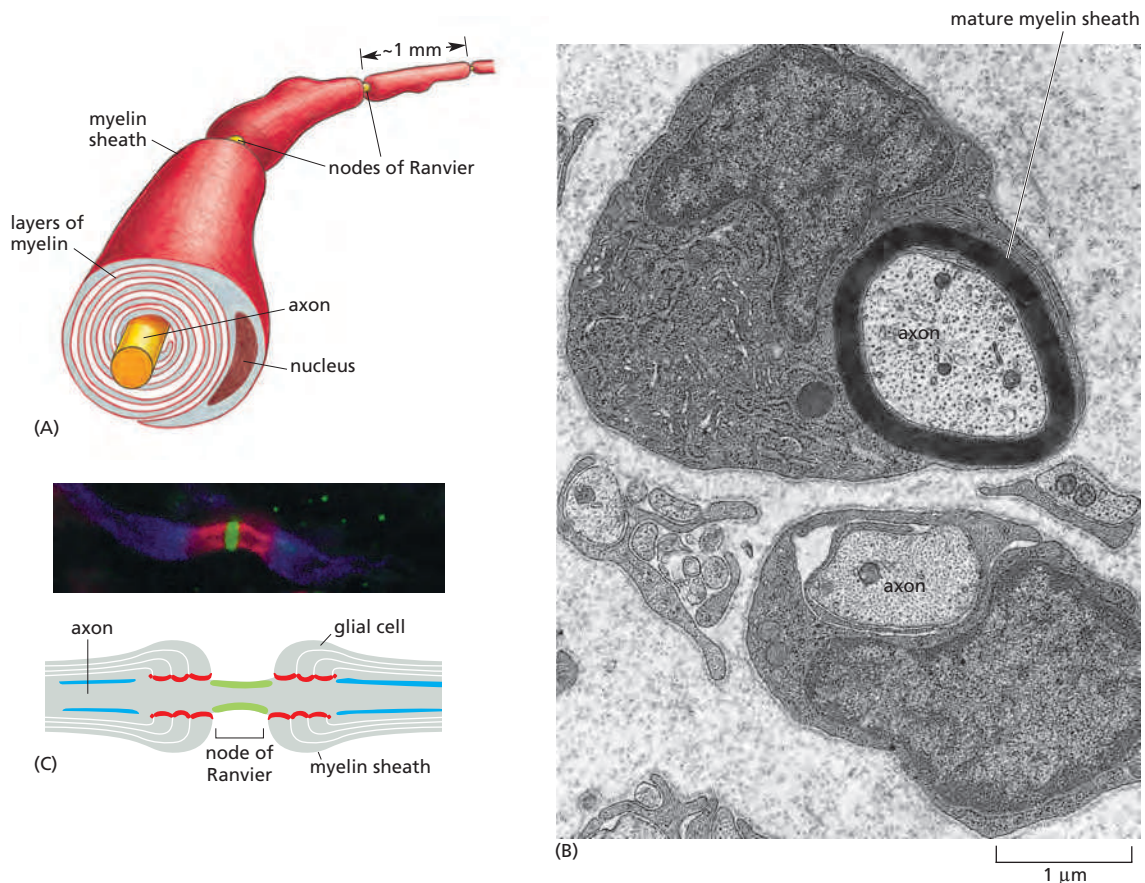 ~1 mm
myelin
sheath
nodes of Ranvier
layers of
myelin
axon
nucleus
(A)
mature myelin sheath
axon
axon
(B)
1 μm
axon
glial cell
node of
Ranvier
myelin sheath
(C)